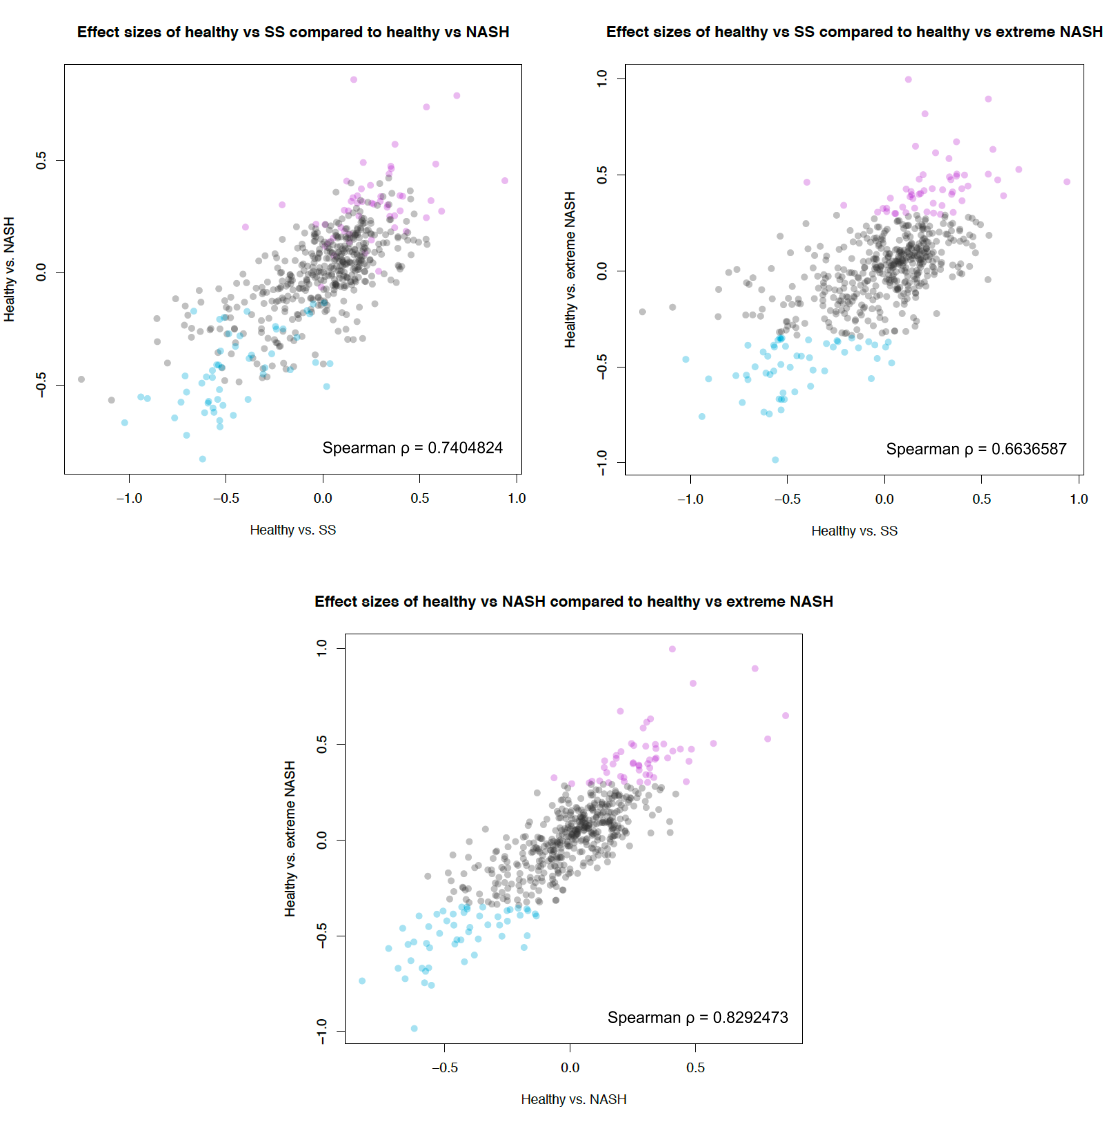 Effect sizes of healthy vs SS compared to healthy vs NASH
Healthy vs. NASH
0.5
0.0
−0.5
Spearman ρ = 0.7404824
−1.0 −0.5 0.0 0.5 1.0
Healthy vs. SS
Effect sizes of healthy vs SS compared to healthy vs extreme NASH
Healthy vs. extreme NASH
1.0
0.5
0.0
−0.5
−1.0
Spearman ρ = 0.6636587
−1.0 −0.5 0.0 0.5 1.0
Healthy vs. SS
Effect sizes of healthy vs NASH compared to healthy vs extreme NASH
Healthy vs. extreme NASH
1.0
0.5
0.0
−0.5
−1.0
Spearman ρ = 0.8292473
−0.5 0.0 0.5
Healthy vs. NASH